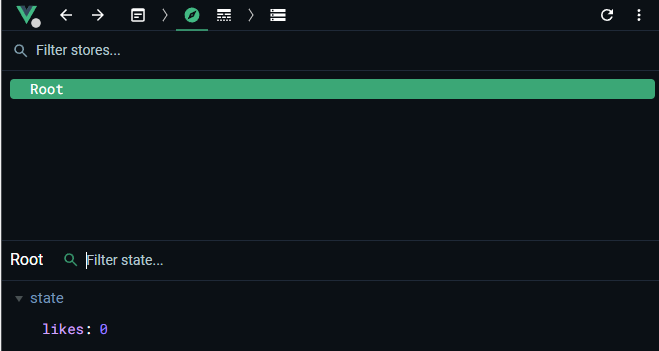 Filter stores...
Root
Root Filter state...
state
likes: 0